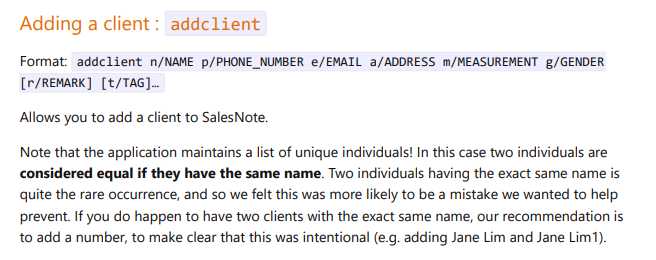 Adding a client : addclient
Format: addclient n/NAME p/PHONE_NUMBER e/EMAIL a/ADDRESS m/MEASUREMENT g/GENDER
[r/REMARK] [t/TAG]…
Allows you to add a client to SalesNote.
Note that the application maintains a list of unique individuals! In this case two individuals are
considered equal if they have the same name. Two individuals having the exact same name is
quite the rare occurrence, and so we felt this was more likely to be a mistake we wanted to help
prevent. If you do happen to have two clients with the exact same name, our recommendation is
to add a number, to make clear that this was intentional (e.g. adding Jane Lim and Jane Lim1).